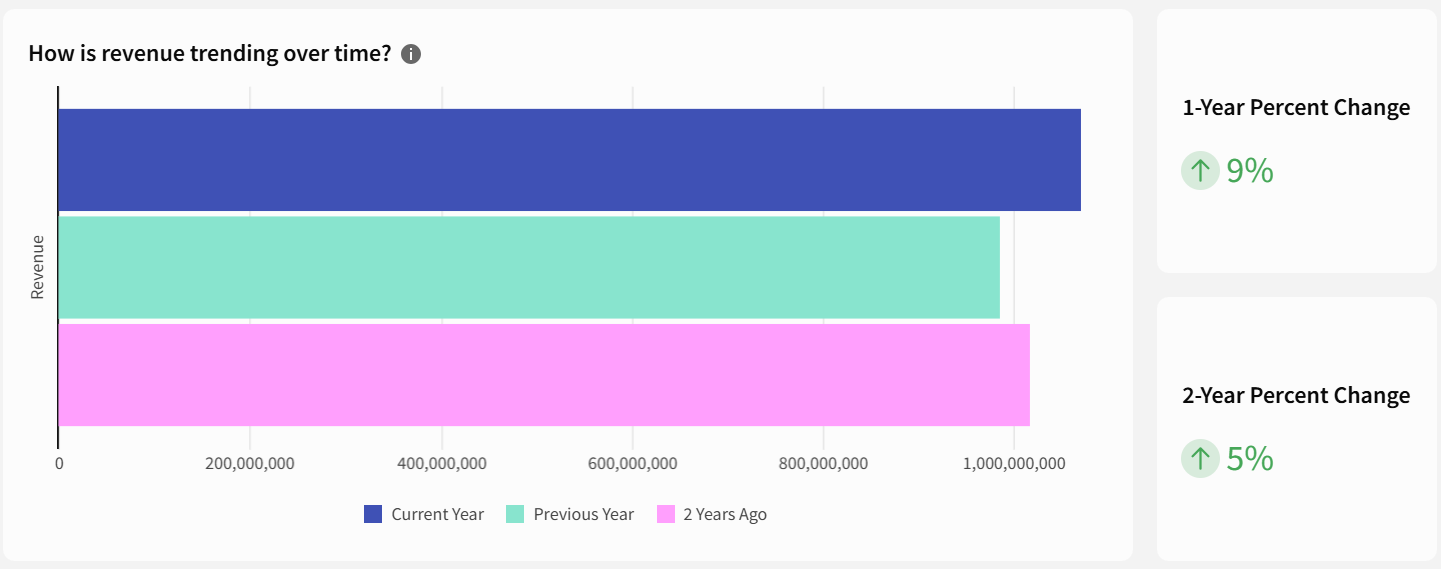 How is revenue trending over time?
Revenue
0
200,000,000
400,000,000
600,000,000
800,000,000
1,000,000,000
Current Year
Previous Year
2 Years Ago
1-Year Percent Change
9%
2-Year Percent Change
5%